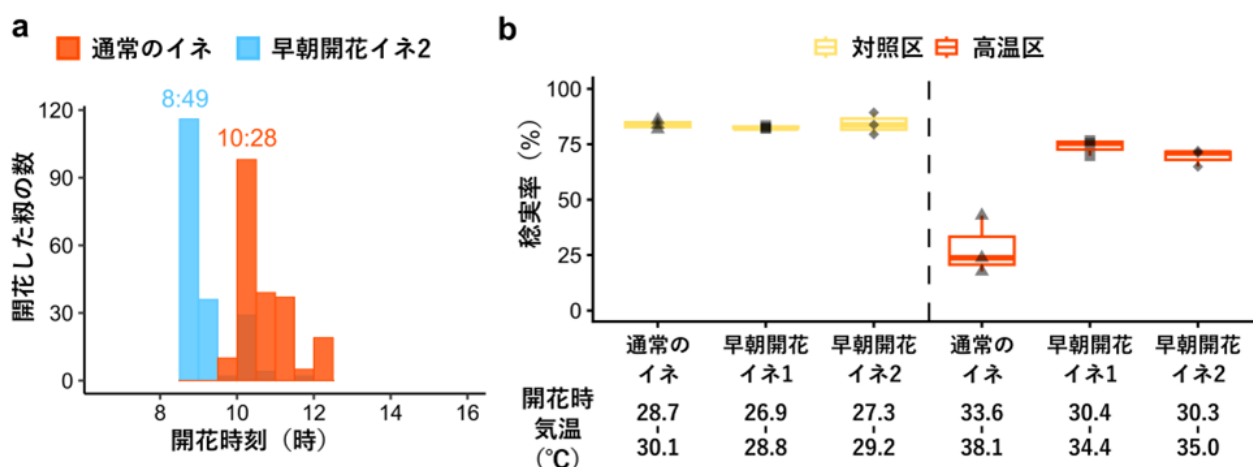 a
通常のイネ 早朝開花イネ2
8:49
10:28
開花した籾の数
120
90
60
30
0
8 10 12 14 16
開花時刻（時）
b
対照区 高温区
稔実率（%）
100
75
50
25
0
通常の 早朝開花 早朝開花 通常の 早朝開花 早朝開花
イネ イネ1 イネ2 イネ イネ1 イネ2
開花時 28.7 26.9 27.3 33.6 30.4 30.3
気温
（℃） 30.1 28.8 29.2 38.1 34.4 35.0